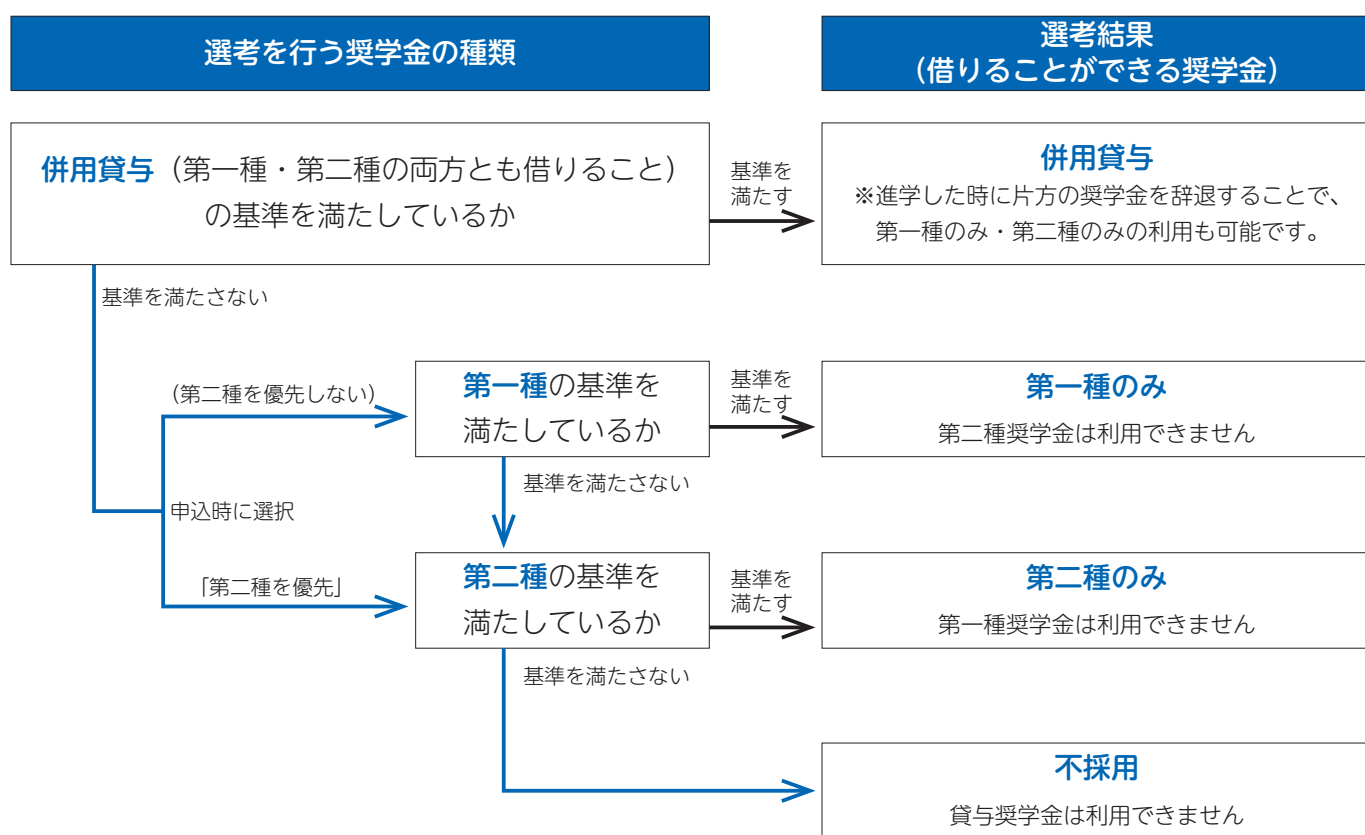 選考を行う奨学金の種類
選考結果
（借りることができる奨学金）
併用貸与（第一種・第二種の両方とも借りること）
の基準を満たしているか
基準を
満たす
併用貸与
※進学した時に片方の奨学金を辞退することで、
第一種のみ・第二種のみの利用も可能です。
基準を満たさない
（第二種を優先しない）
第一種の基準を
満たしているか
基準を
満たす
第一種のみ
第二種奨学金は利用できません
基準を満たさない
申込時に選択
「第二種を優先」
第二種の基準を
満たしているか
基準を
満たす
第二種のみ
第一種奨学金は利用できません
基準を満たさない
不採用
貸与奨学金は利用できません